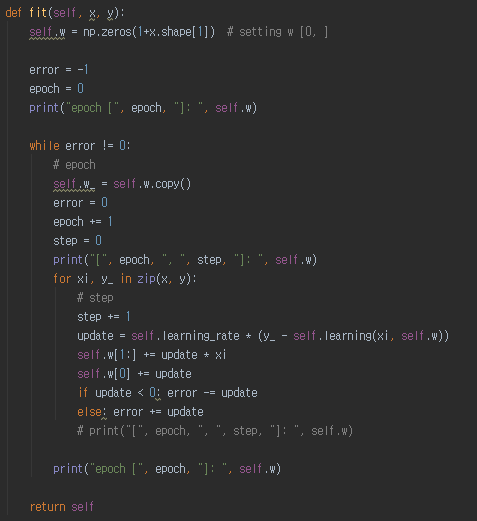 def fit(self, x, y):
    self.w = np.zeros(1+x.shape[1])  # setting w [0, ]

    error = -1
    epoch = 0
    print("epoch [", epoch, "]: ", self.w)

    while error != 0:
        # epoch
        self.w_ = self.w.copy()
        error = 0
        epoch += 1
        step = 0
        print("[", epoch, ", ", step, "]: ", self.w)
        for xi, y_ in zip(x, y):
            # step
            step += 1
            update = self.learning_rate * (y_ - self.learning(xi, self.w))
            self.w[1:] += update * xi
            self.w[0] += update
            if update < 0: error -= update
            else: error += update
            # print("[", epoch, ", ", step, "]: ", self.w)

        print("epoch [", epoch, "]: ", self.w)

    return self